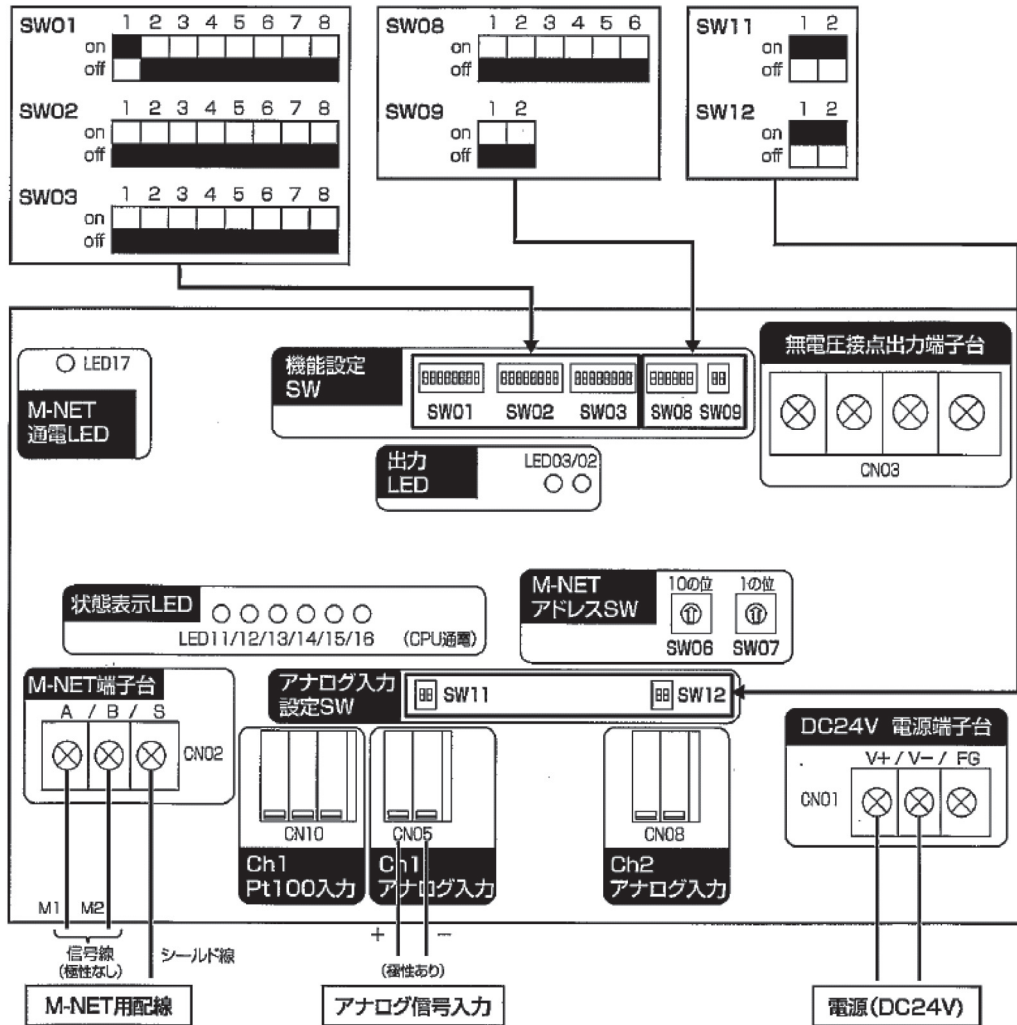 SW01 1 2 3 4 5 6 7 8
on
off
SW02 1 2 3 4 5 6 7 8
on
off
SW03 1 2 3 4 5 6 7 8
on
off
SW08 1 2 3 4 5 6
on
off
SW09 1 2
on
off
SW11 1 2
on
off
SW12 1 2
on
off
LED17
M-NET
通電LED
機能設定
SW
SW01 SW02 SW03 SW08 SW09
出力
LED
LED03/02
無電圧接点出力端子台
CN03
状態表示LED
LED11/12/13/14/15/16 (CPU通電)
M-NET
アドレスSW
10の位 1の位
SW06 SW07
M-NET端子台
A / B / S
CN02
アナログ入力
設定SW
SW11 SW12
CN10
Ch1
Pt100入力
CN05
Ch1
アナログ入力
CN08
Ch2
アナログ入力
DC24V 電源端子台
V+ / V- / FG
CN01
M1 M2
信号線
(極性なし)
シールド線
M-NET用配線
+ -
(極性あり)
アナログ信号入力
電源(DC24V)